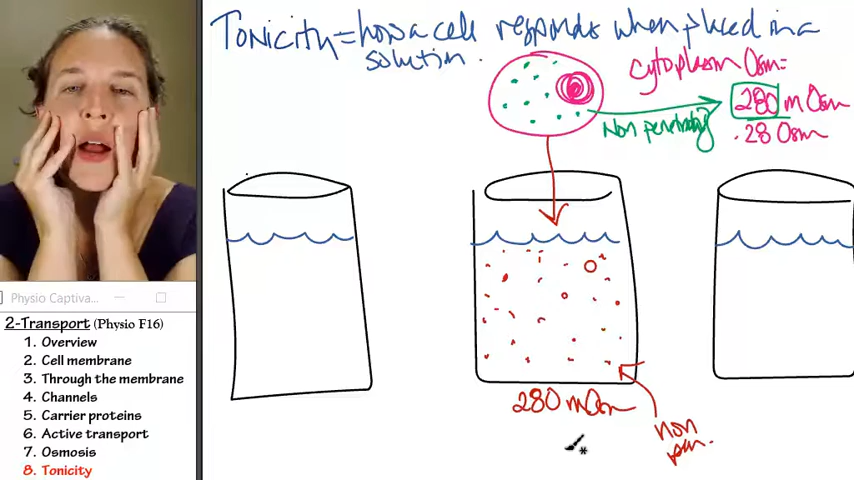 Tonicity = how a cell responds when placed in a
solution.
cytoplasm Osm =
280 mOsm
Non penetrating
.28 Osm
Physio Captiva...
2-Transport (Physio F16)
1. Overview
2. Cell membrane
3. Through the membrane
4. Channels
5. Carrier proteins
6. Active transport
7. Osmosis
8. Tonicity
280 mOsm
non
pen.